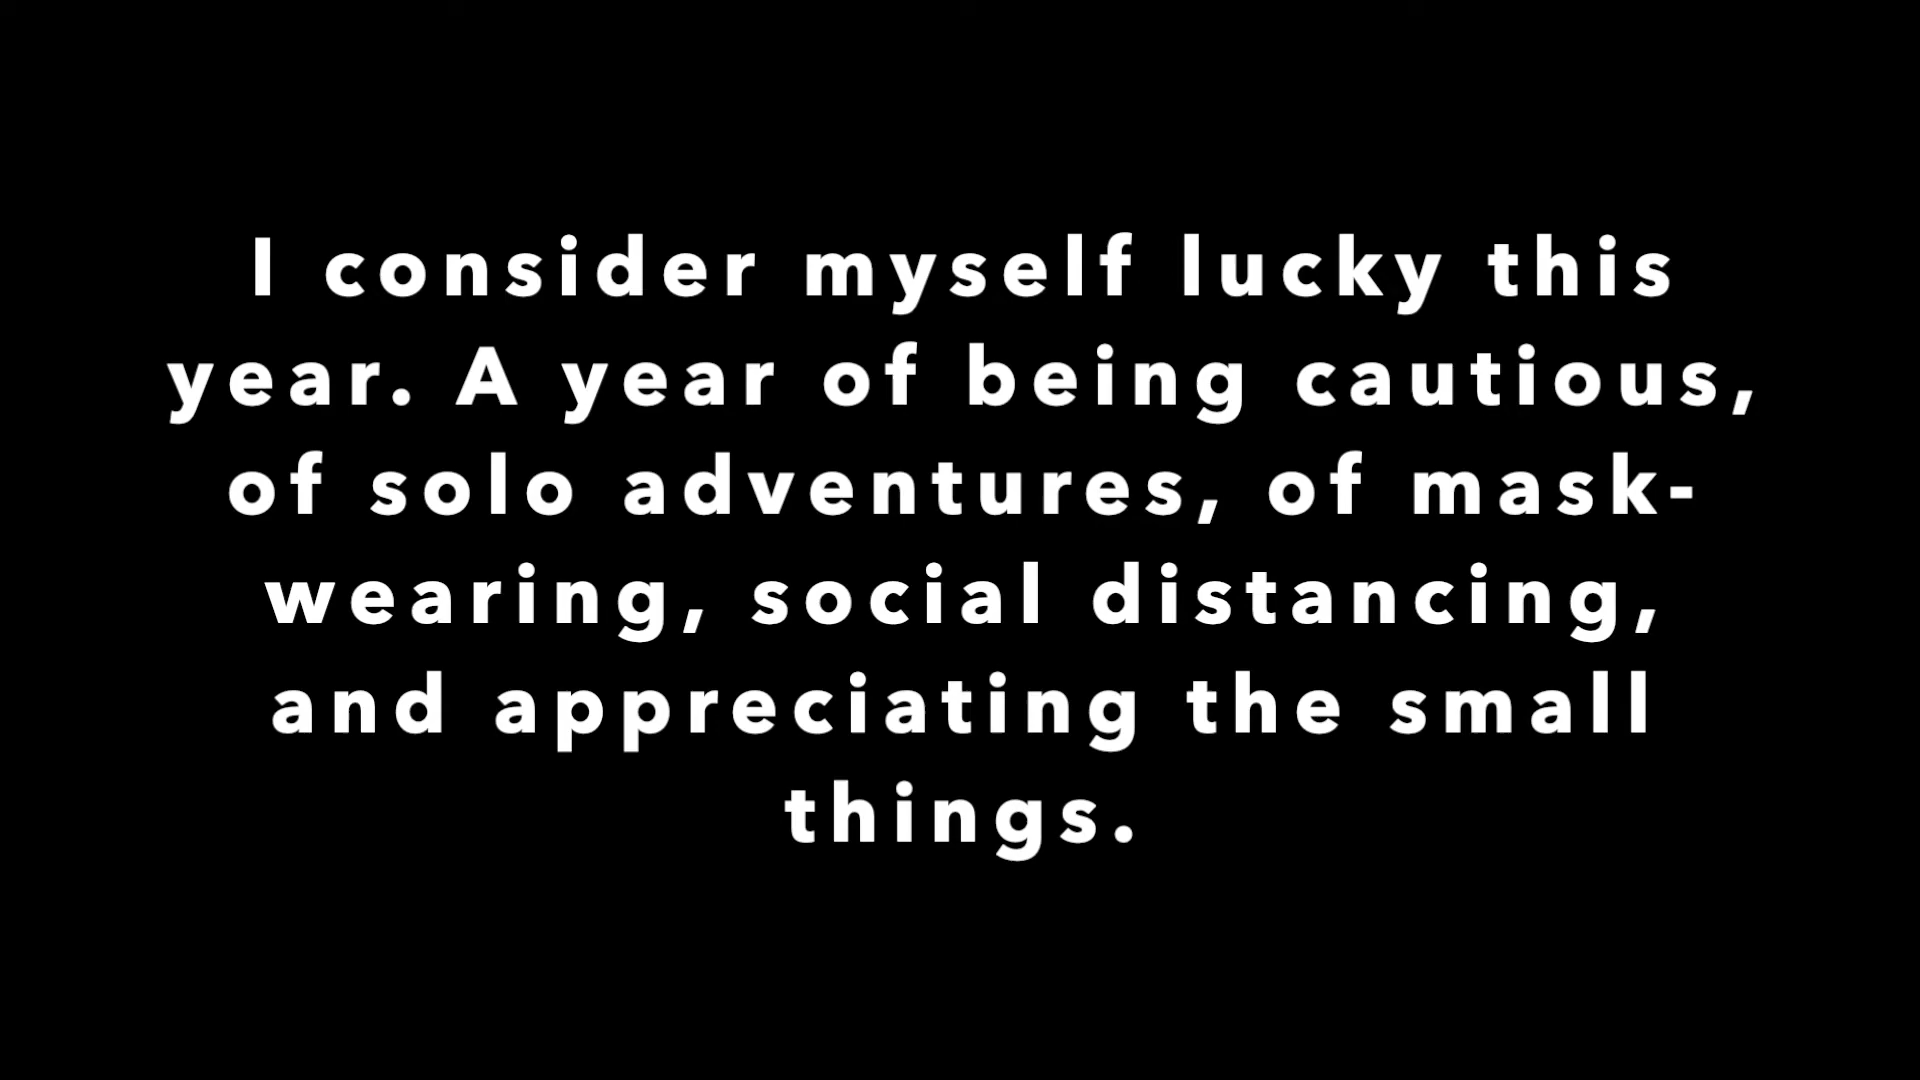 I consider myself lucky this
year. A year of being cautious,
of solo adventures, of mask-
wearing, social distancing,
and appreciating the small
things.